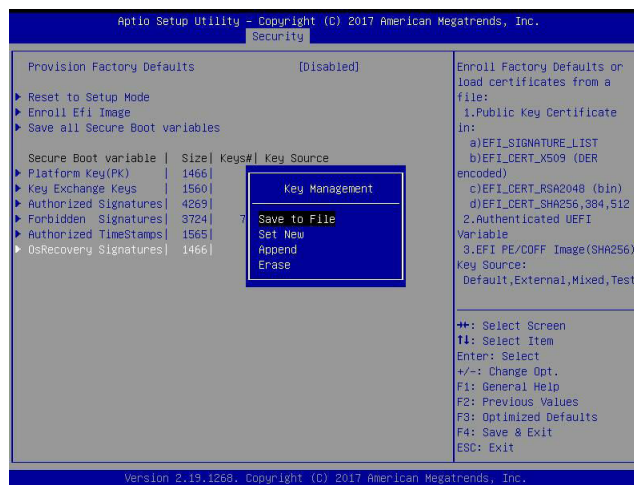 Aptio Setup Utility – Copyright (C) 2017 American Megatrends, Inc.
Security
Provision Factory Defaults [Disabled]
Reset to Setup Mode
Enroll Efi Image
Save all Secure Boot variables
Secure Boot variable | Size| Keys#| Key Source
Platform Key(PK) | 1466|
Key Exchange Keys | 1560|
Authorized Signatures| 4269|
Forbidden Signatures| 3724| 7
Authorized TimeStamps| 1565|
OsRecovery Signatures| 1466|
Key Management
Save to File
Set New
Append
Erase
Enroll Factory Defaults or
load certificates from a
file:
1.Public Key Certificate
in:
a)EFI_SIGNATURE_LIST
b)EFI_CERT_X509 (DER
encoded)
c)EFI_CERT_RSA2048 (bin)
d)EFI_CERT_SHA256,384,512
2.Authenticated UEFI
Variable
3.EFI PE/COFF Image(SHA256)
Key Source:
Default,External,Mixed,Test
→←: Select Screen
↑↓: Select Item
Enter: Select
+/-: Change Opt.
F1: General Help
F2: Previous Values
F3: Optimized Defaults
F4: Save & Exit
ESC: Exit
Version 2.19.1268. Copyright (C) 2017 American Megatrends, Inc.